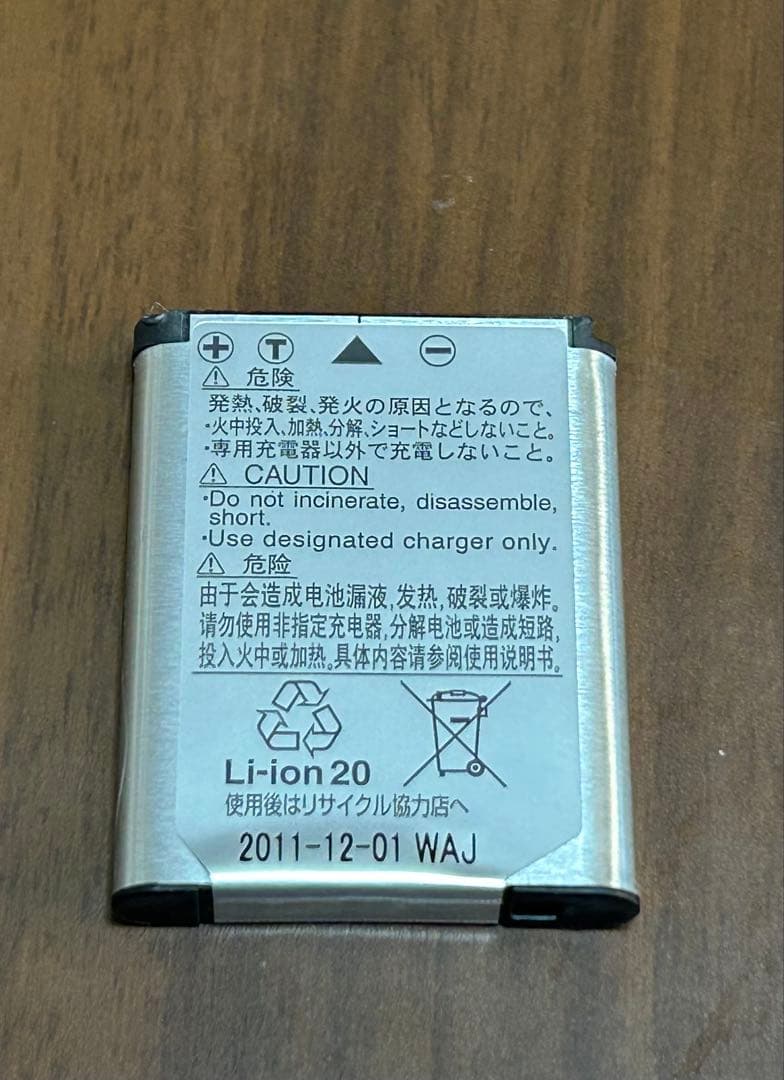 + T ▲ −
⚠ 危険
発熱、破裂、発火の原因となるので、
・火中投入、加熱、分解、ショートなどしないこと。
・専用充電器以外で充電しないこと。
⚠ CAUTION
・Do not incinerate, disassemble,
short.
・Use designated charger only.
⚠ 危险
由于会造成电池漏液,发热,破裂或爆炸。
请勿使用非指定充电器,分解电池或造成短路,
投入火中或加热。具体内容请参阅使用说明书。
Li-ion 20
使用後はリサイクル協力店へ
2011-12-01 WAJ